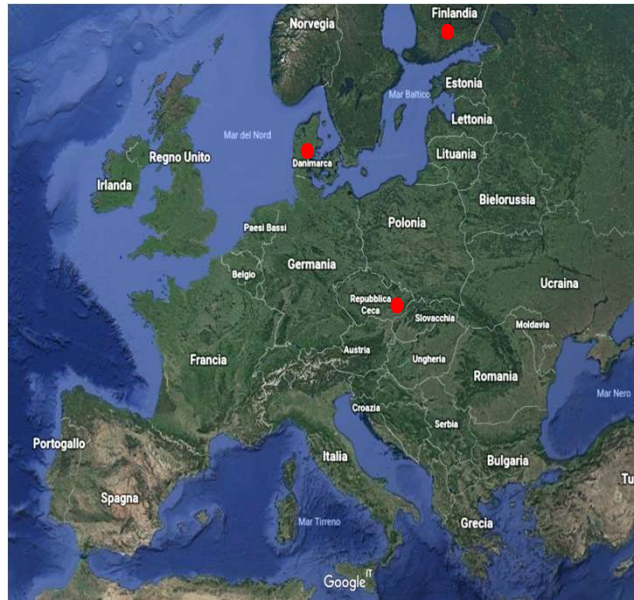 Finlandia
Norvegia
Estonia
Mar Baltico
Lettonia
Mar del Nord
Regno Unito
Danimarca
Lituania
Irlanda
Bielorussia
Polonia
Paesi Bassi
Germania
Belgio
Ucraina
Repubblica
Ceca
Slovacchia
Moldavia
Austria
Francia
Ungheria
Romania
Mar Nero
Croazia
Serbia
Portogallo
Italia
Bulgaria
Tu
Spagna
Mar Tirreno
Grecia
IT
Google